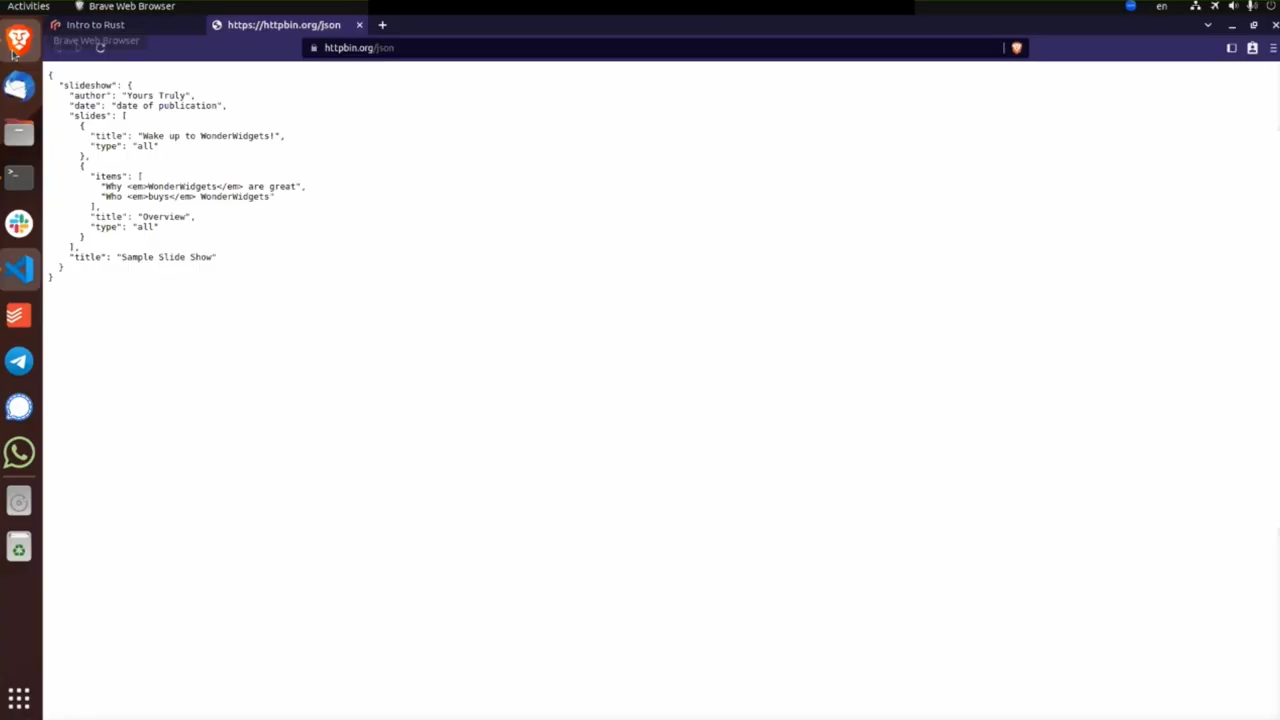 Activities Brave Web Browser en
Intro to Rust https://httpbin.org/json
Brave Web Browser
httpbin.org/json
{
"slideshow": {
"author": "Yours Truly",
"date": "date of publication",
"slides": [
{
"title": "Wake up to WonderWidgets!",
"type": "all"
},
{
"items": [
"Why <em>WonderWidgets</em> are great",
"Who <em>buys</em> WonderWidgets"
],
"title": "Overview",
"type": "all"
}
],
"title": "Sample Slide Show"
}
}